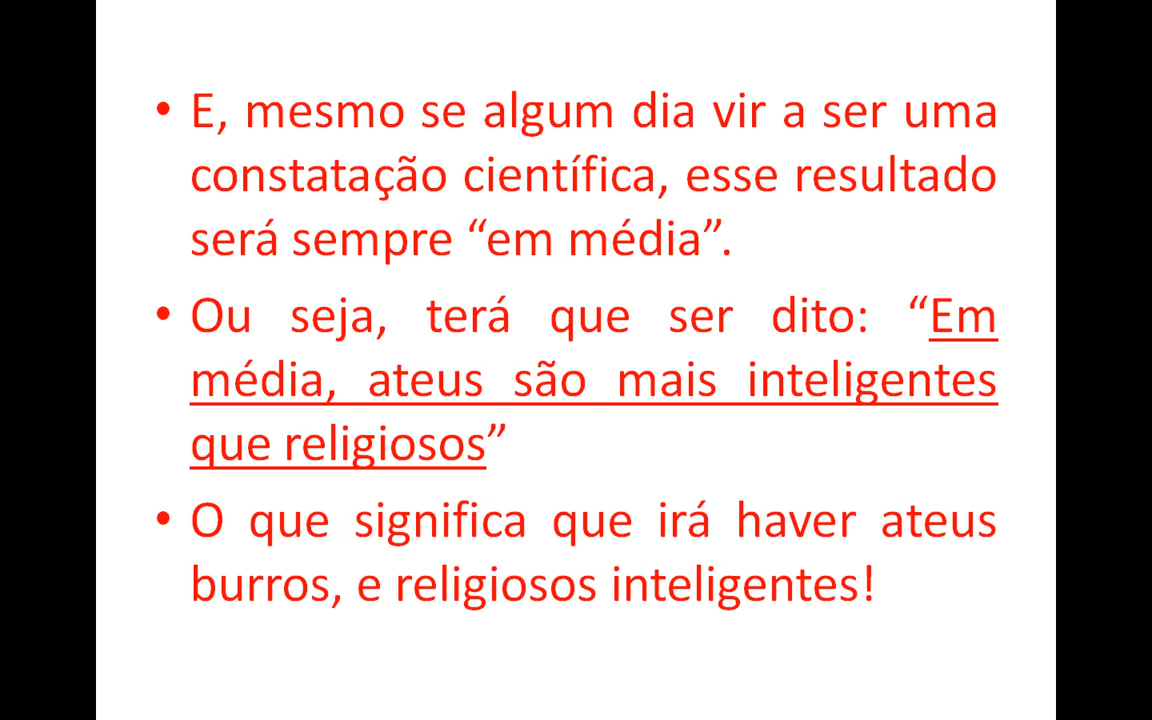 • E, mesmo se algum dia vir a ser uma
constatação científica, esse resultado
será sempre “em média”.
• Ou seja, terá que ser dito: “Em
média, ateus são mais inteligentes
que religiosos”
• O que significa que irá haver ateus
burros, e religiosos inteligentes!